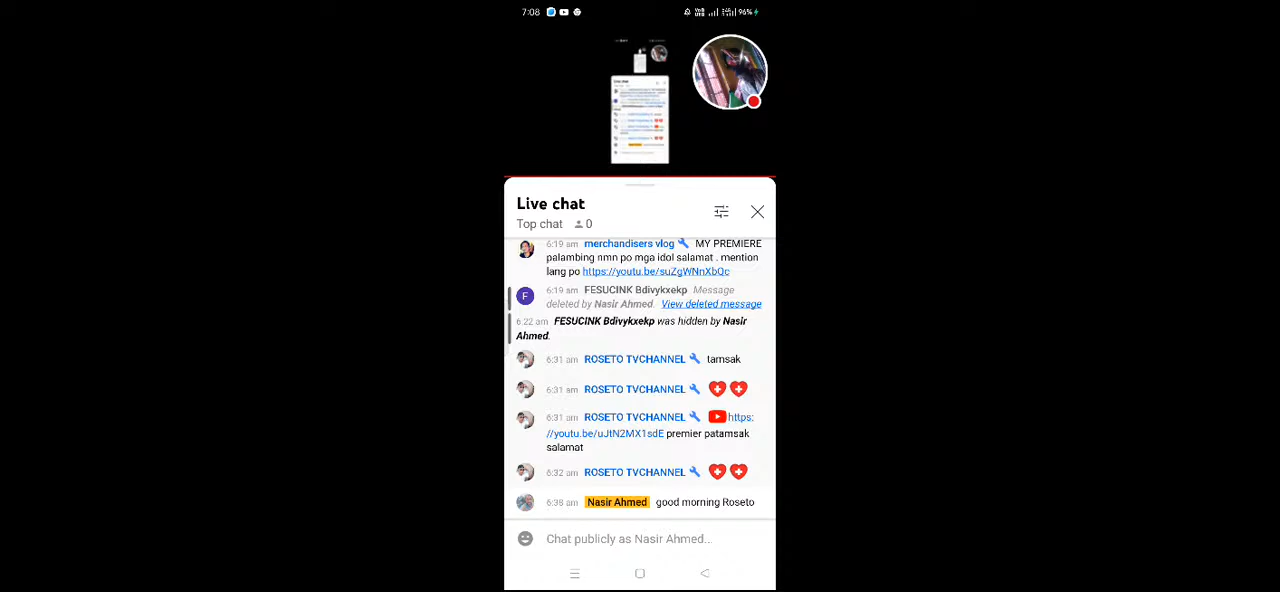 7:08
96%
Live chat
Top chat 0
6:19 am merchandisers vlog MY PREMIERE
palambing nmn po mga idol salamat . mention
lang po https://youtu.be/suZgWNnXbQc
F 6:19 am FESUCINK Bdivykxekp Message
deleted by Nasir Ahmed. View deleted message
6:22 am FESUCINK Bdivykxekp was hidden by Nasir
Ahmed.
6:31 am ROSETO TVCHANNEL tamsak
6:31 am ROSETO TVCHANNEL
6:31 am ROSETO TVCHANNEL https:
//youtu.be/uJtN2MX1sdE premier patamsak
salamat
6:32 am ROSETO TVCHANNEL
6:38 am Nasir Ahmed good morning Roseto
Chat publicly as Nasir Ahmed...